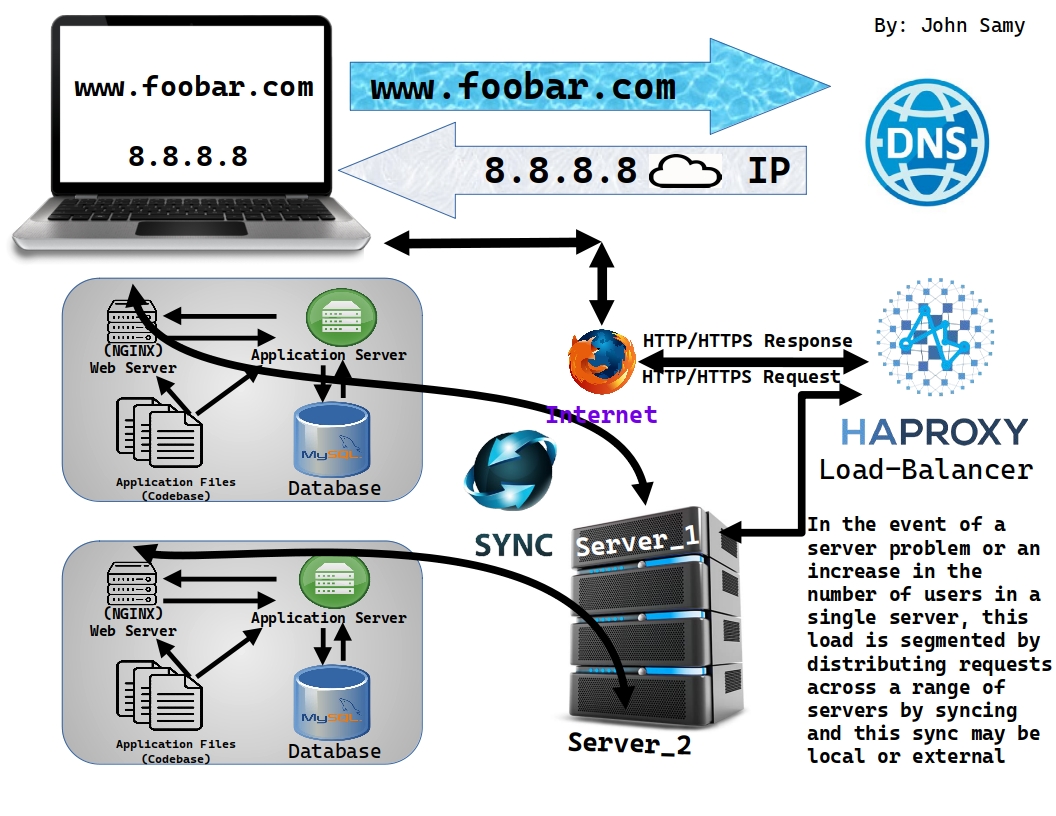 By: John Samy
www.foobar.com
8.8.8.8
www.foobar.com
8.8.8.8 IP
DNS
(NGINX)
Web Server
Application Server
MySQL
Application Files
(Codebase)
Database
HTTP/HTTPS Response
HTTP/HTTPS Request
Internet
HAPROXY
Load-Balancer
SYNC
Server_1
Server_2
(NGINX)
Web Server
Application Server
MySQL
Application Files
(Codebase)
Database
In the event of a
server problem or an
increase in the
number of users in a
single server, this
load is segmented by
distributing requests
across a range of
servers by syncing
and this sync may be
local or external